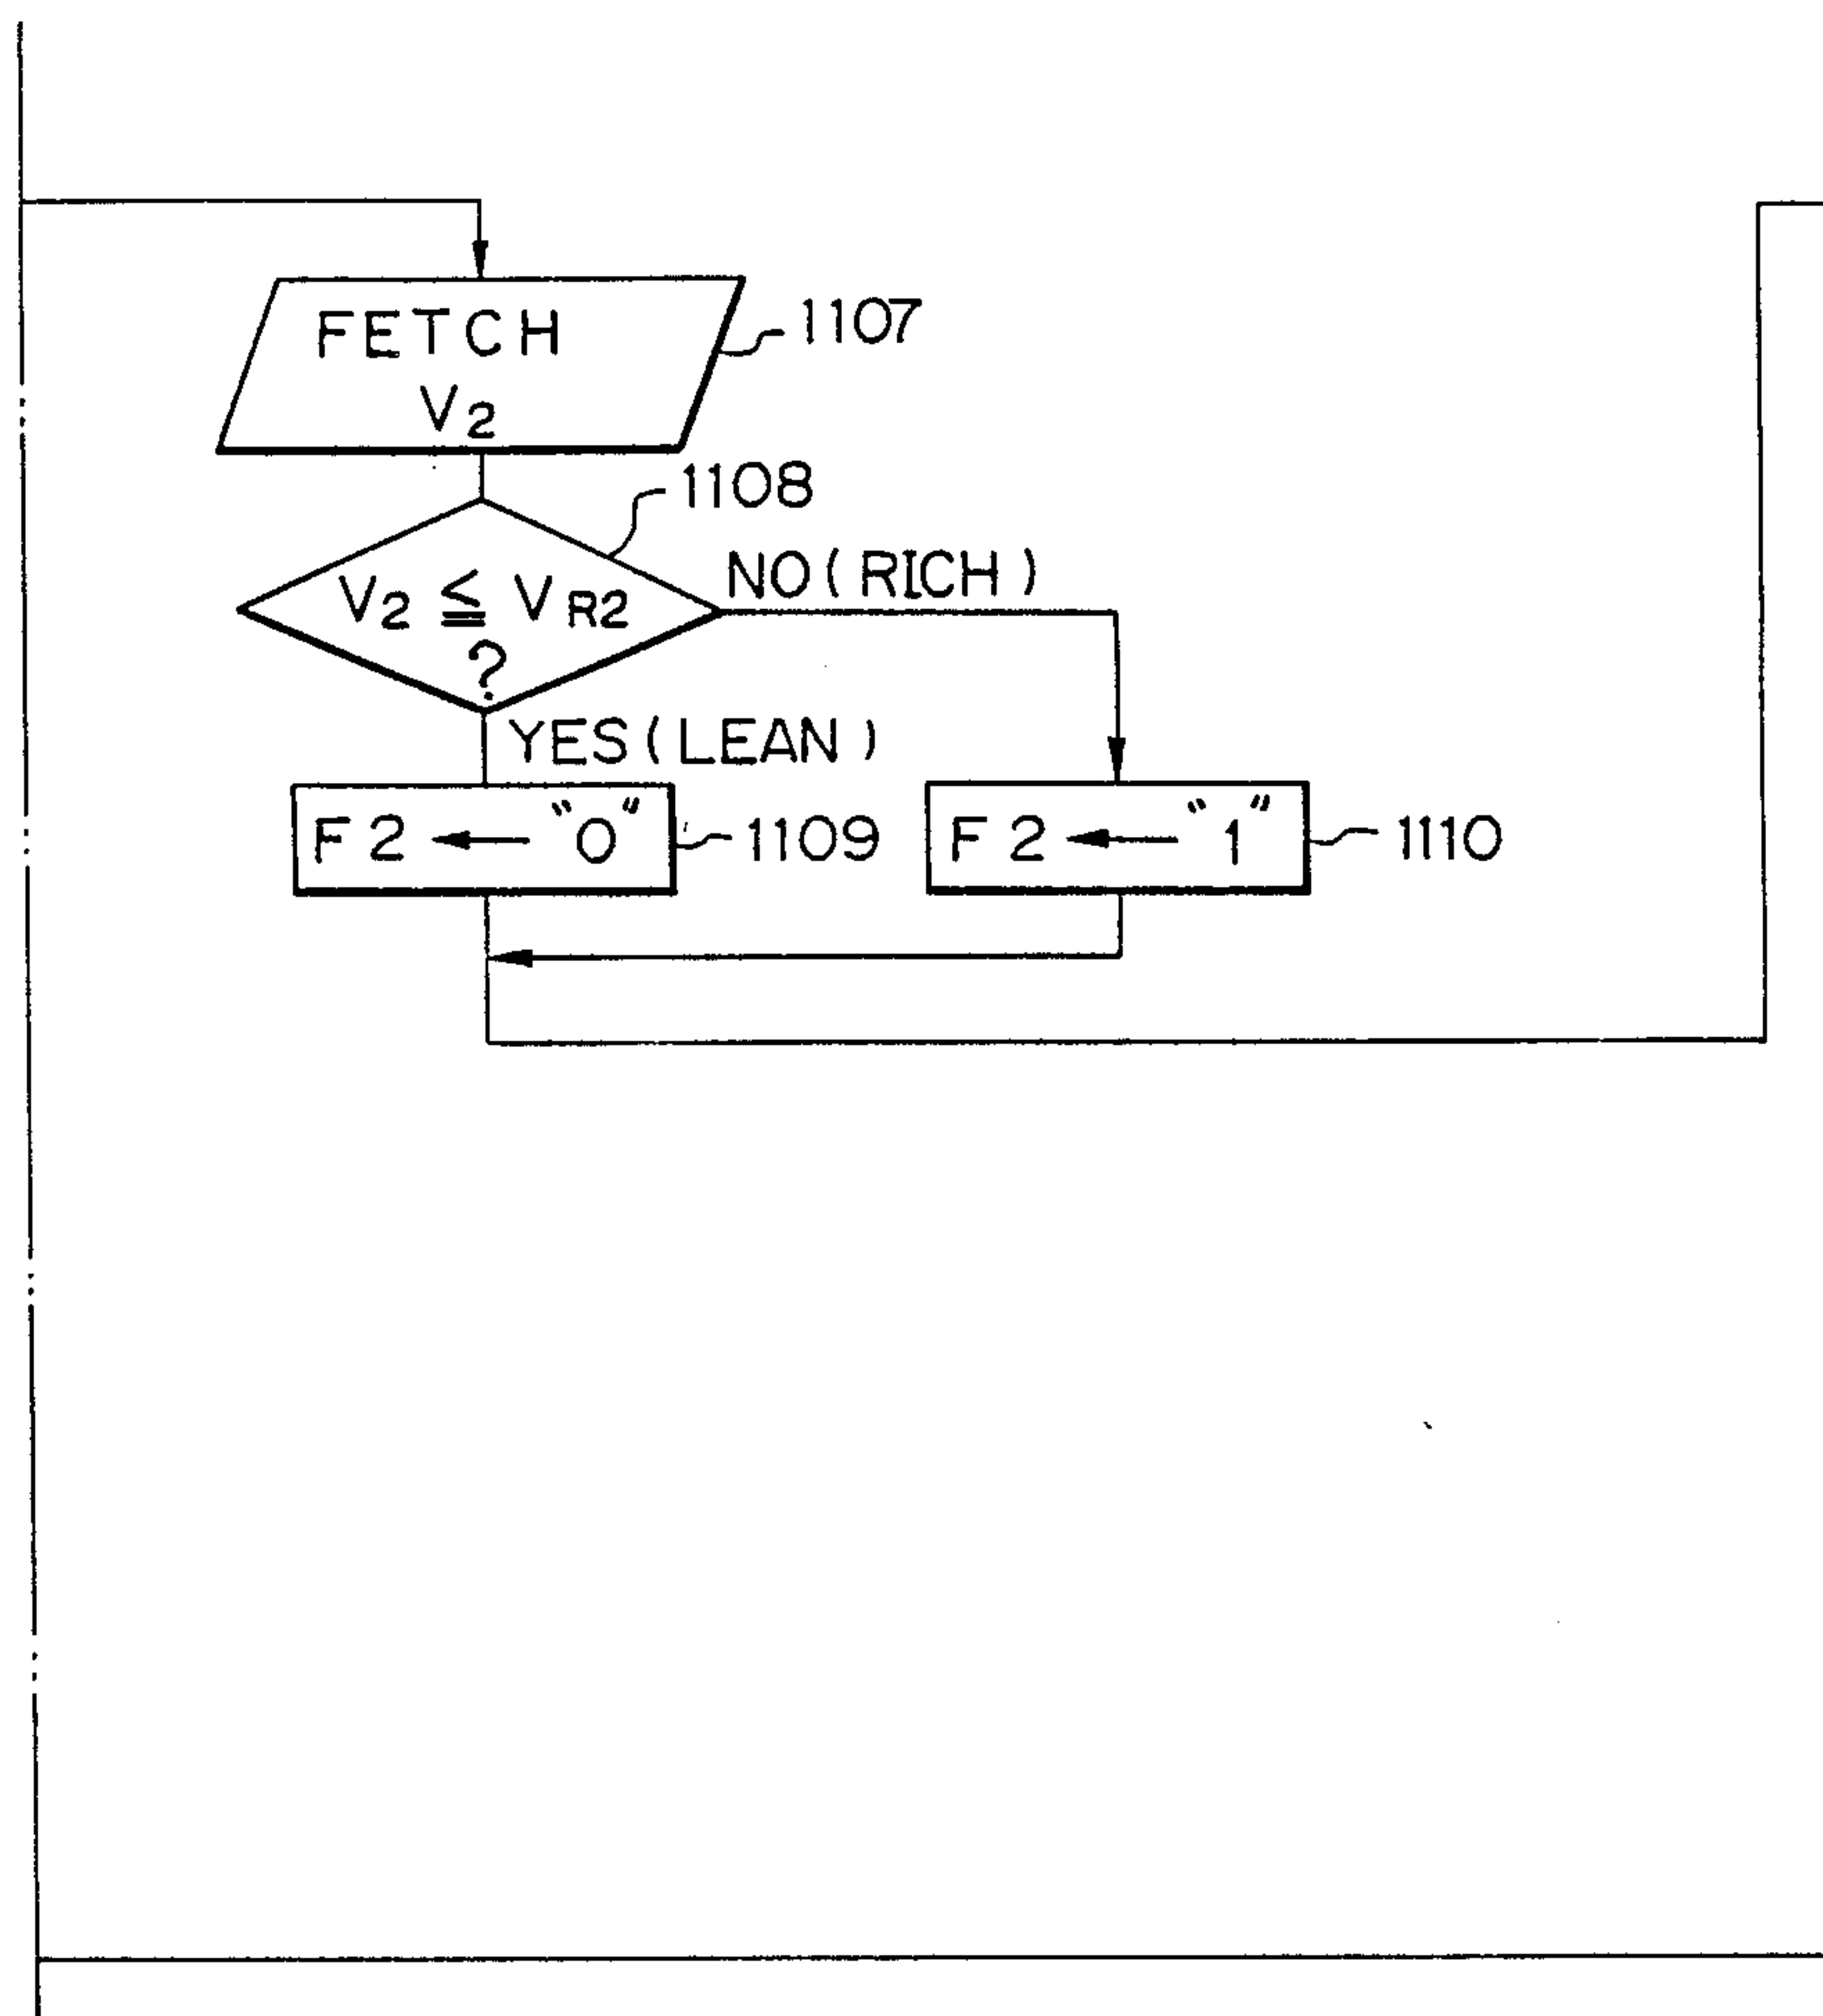 FETCH
V2
1107
1108
V2 ≦ VR2
?
NO (RICH)
YES (LEAN)
F2 ← "0"
1109
F2 ← "1"
1110